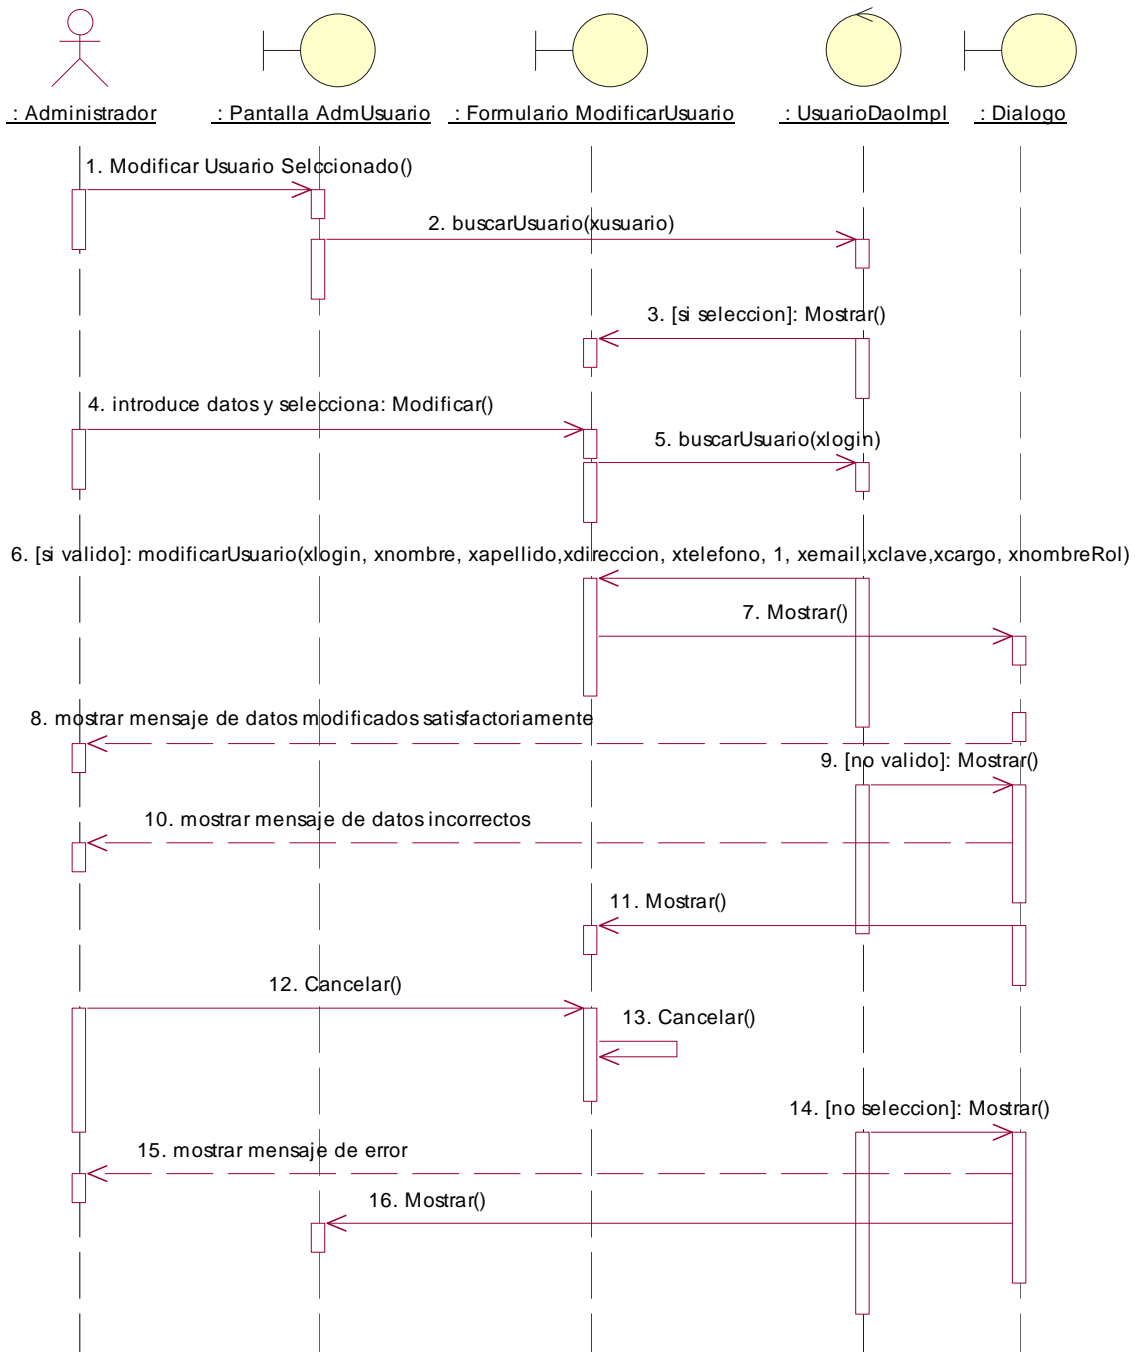 : Administrador
: Pantalla AdmUsuario
: Formulario ModificarUsuario
: UsuarioDaoImpl
: Dialogo
1. Modificar Usuario Selccionado()
2. buscarUsuario(xusuario)
3. [si seleccion]: Mostrar()
4. introduce datos y selecciona: Modificar()
5. buscarUsuario(xlogin)
6. [si valido]: modificarUsuario(xlogin, xnombre, xapellido,xdireccion, xtelefono, 1, xemail,xclave,xcargo, xnombreRol)
7. Mostrar()
8. mostrar mensaje de datos modificados satisfactoriamente
9. [no valido]: Mostrar()
10. mostrar mensaje de datos incorrectos
11. Mostrar()
12. Cancelar()
13. Cancelar()
14. [no seleccion]: Mostrar()
15. mostrar mensaje de error
16. Mostrar()